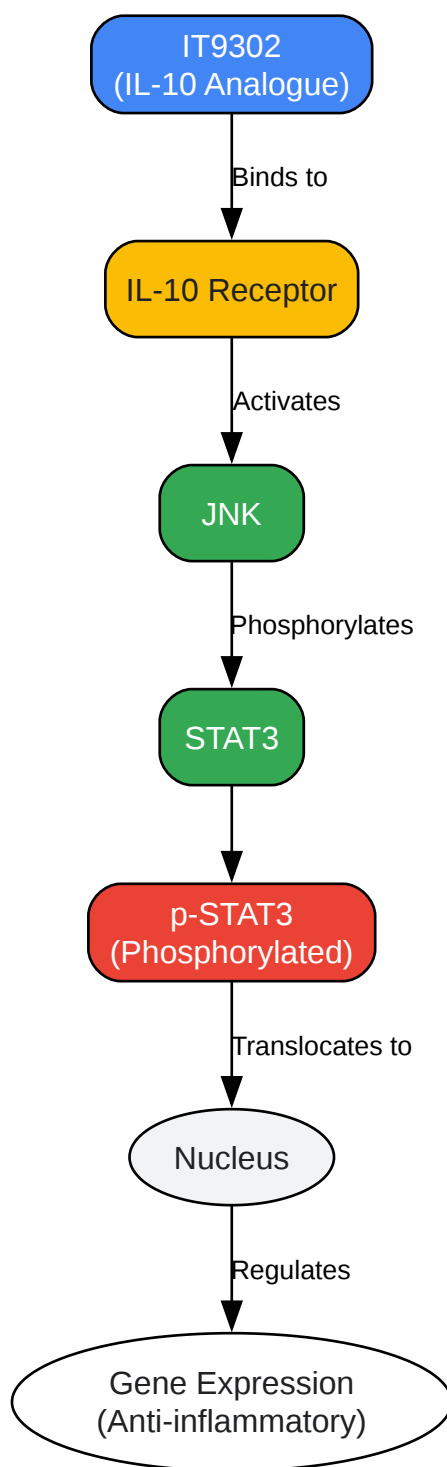 IT9302
(IL-10 Analogue)
Binds to
IL-10 Receptor
Activates
JNK
Phosphorylates
STAT3
p-STAT3
(Phosphorylated)
Translocates to
Nucleus
Regulates
Gene Expression
(Anti-inflammatory)